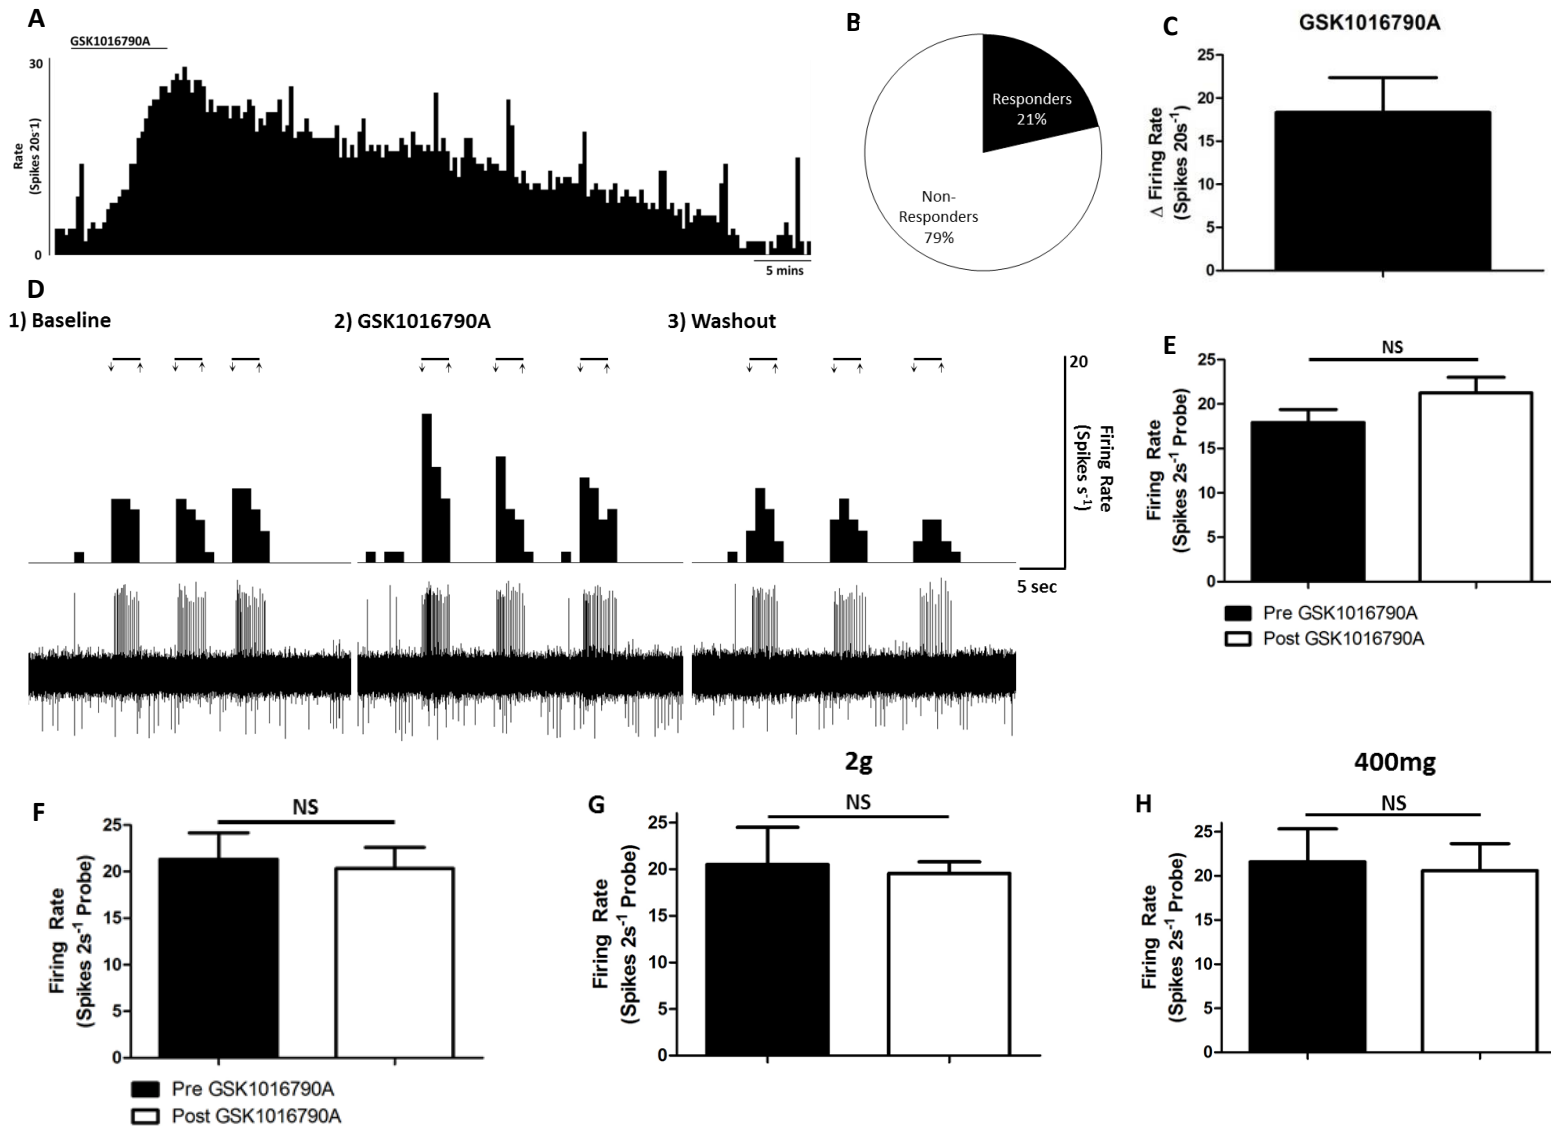 A
GSK1016790A
30
Rate
(Spikes 20s-1)
0
5 mins
B
Responders
21%
Non-
Responders
79%
C
GSK1016790A
25
20
15
10
5
0
Δ Firing Rate
(Spikes 20s-1)
D
1) Baseline
2) GSK1016790A
3) Washout
20
Firing Rate
(Spikes s-1)
5 sec
E
NS
25
20
15
10
5
0
Firing Rate
(Spikes 2s-1 Probe)
Pre GSK1016790A
Post GSK1016790A
F
NS
25
20
15
10
5
0
Firing Rate
(Spikes 2s-1 Probe)
Pre GSK1016790A
Post GSK1016790A
2g
G
NS
25
20
15
10
5
0
Firing Rate
(Spikes 2s-1 Probe)
400mg
H
NS
25
20
15
10
5
0
Firing Rate
(Spikes 2s-1 Probe)